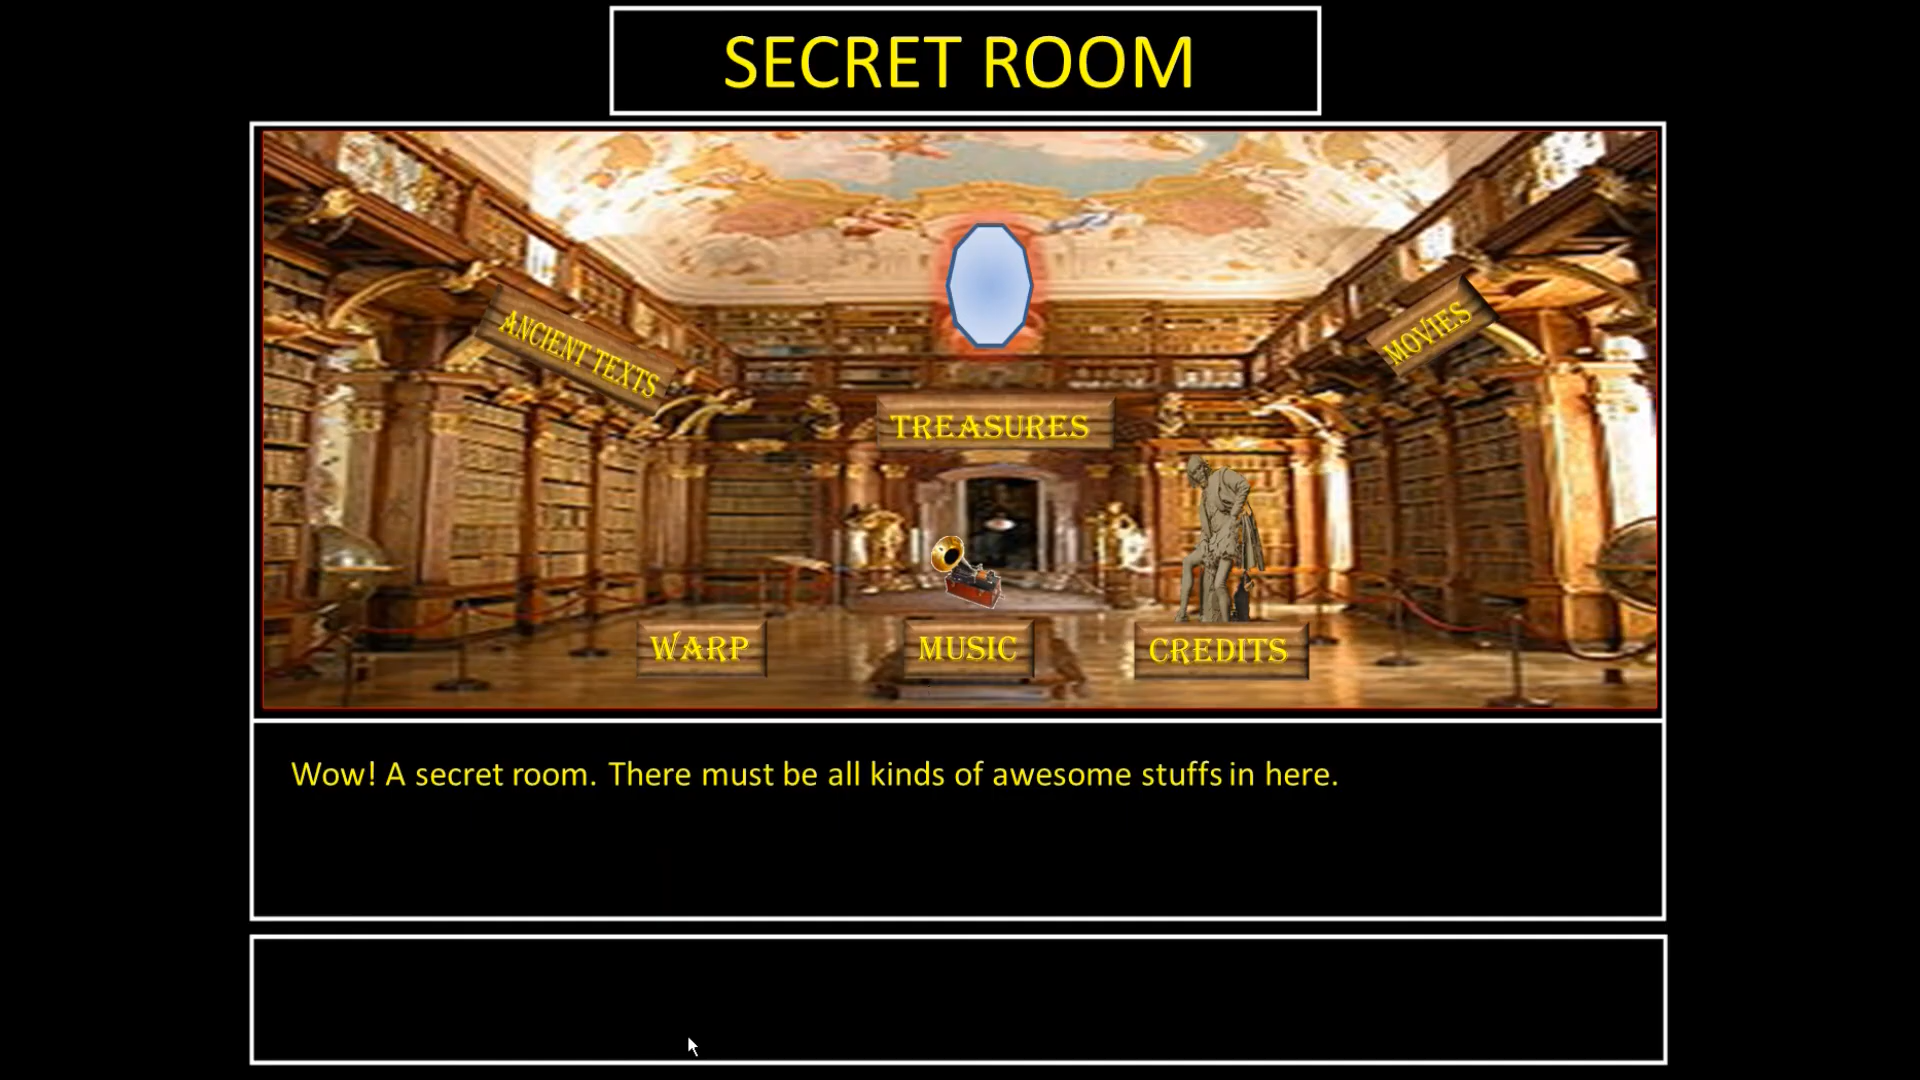 SECRET ROOM
ANCIENT TEXTS
MOVIES
TREASURES
WARP
MUSIC
CREDITS
Wow! A secret room. There must be all kinds of awesome stuffs in here.